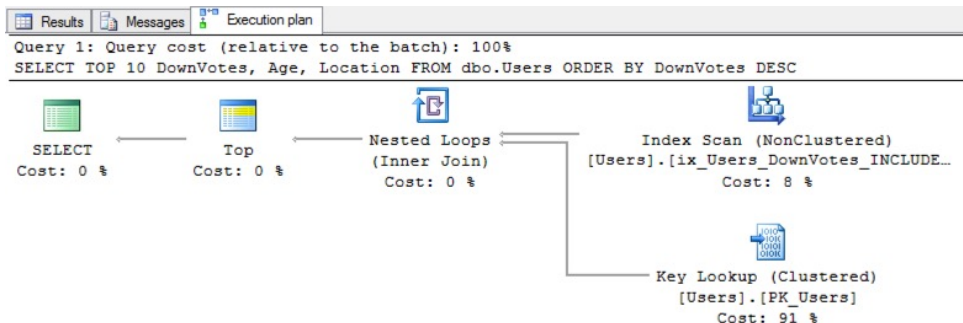 Results Messages Execution plan
Query 1: Query cost (relative to the batch): 100%
SELECT TOP 10 DownVotes, Age, Location FROM dbo.Users ORDER BY DownVotes DESC
SELECT
Cost: 0 %
Top
Cost: 0 %
Nested Loops
(Inner Join)
Cost: 0 %
Index Scan (NonClustered)
[Users].[ix_Users_DownVotes_INCLUDE…
Cost: 8 %
Key Lookup (Clustered)
[Users].[PK_Users]
Cost: 91 %